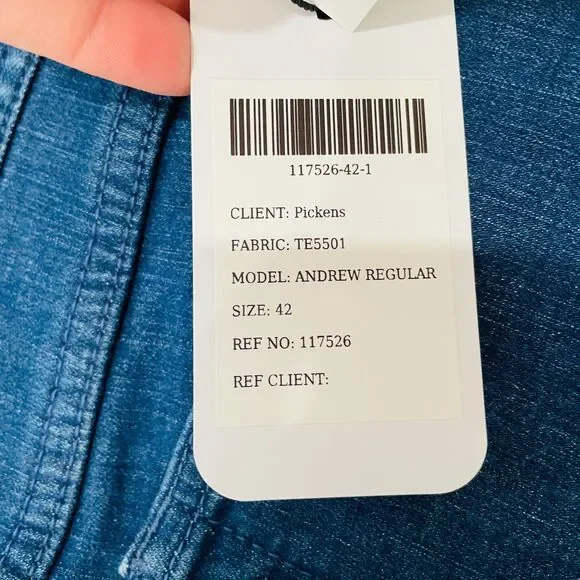 117526-42-1
CLIENT: Pickens
FABRIC: TE5501
MODEL: ANDREW REGULAR
SIZE: 42
REF NO: 117526
REF CLIENT: